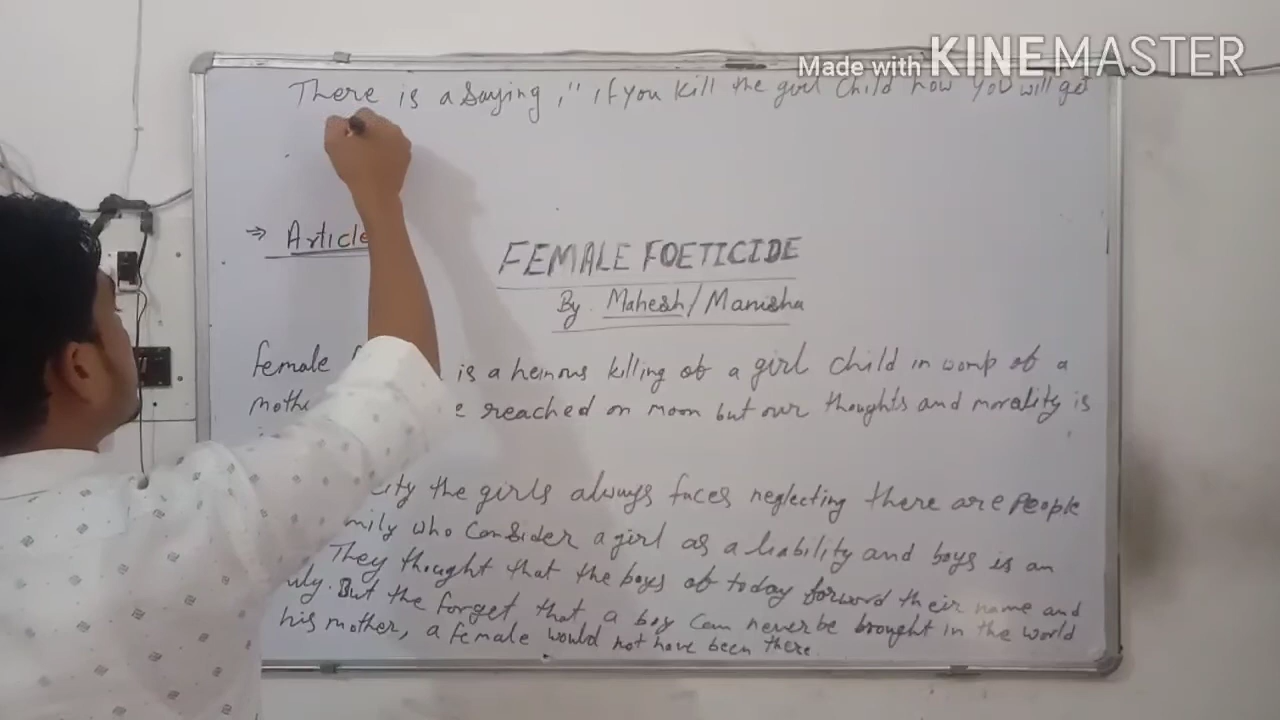 Made with KINEMASTER
There is a saying, " if you kill the girl child now you will get
⇒ Article
FEMALE FOETICIDE
By Mahesh/Manisha
female is a heinous killing of a girl child in womb of a
reached on moon but our thoughts and morality is
the girls always faces neglecting there are people
who consider a girl as a liability and boys is an
They thought that the boys of today forword their name and
But the forget that, a boy can never be brought in the world
his mother, a female would not have been there.